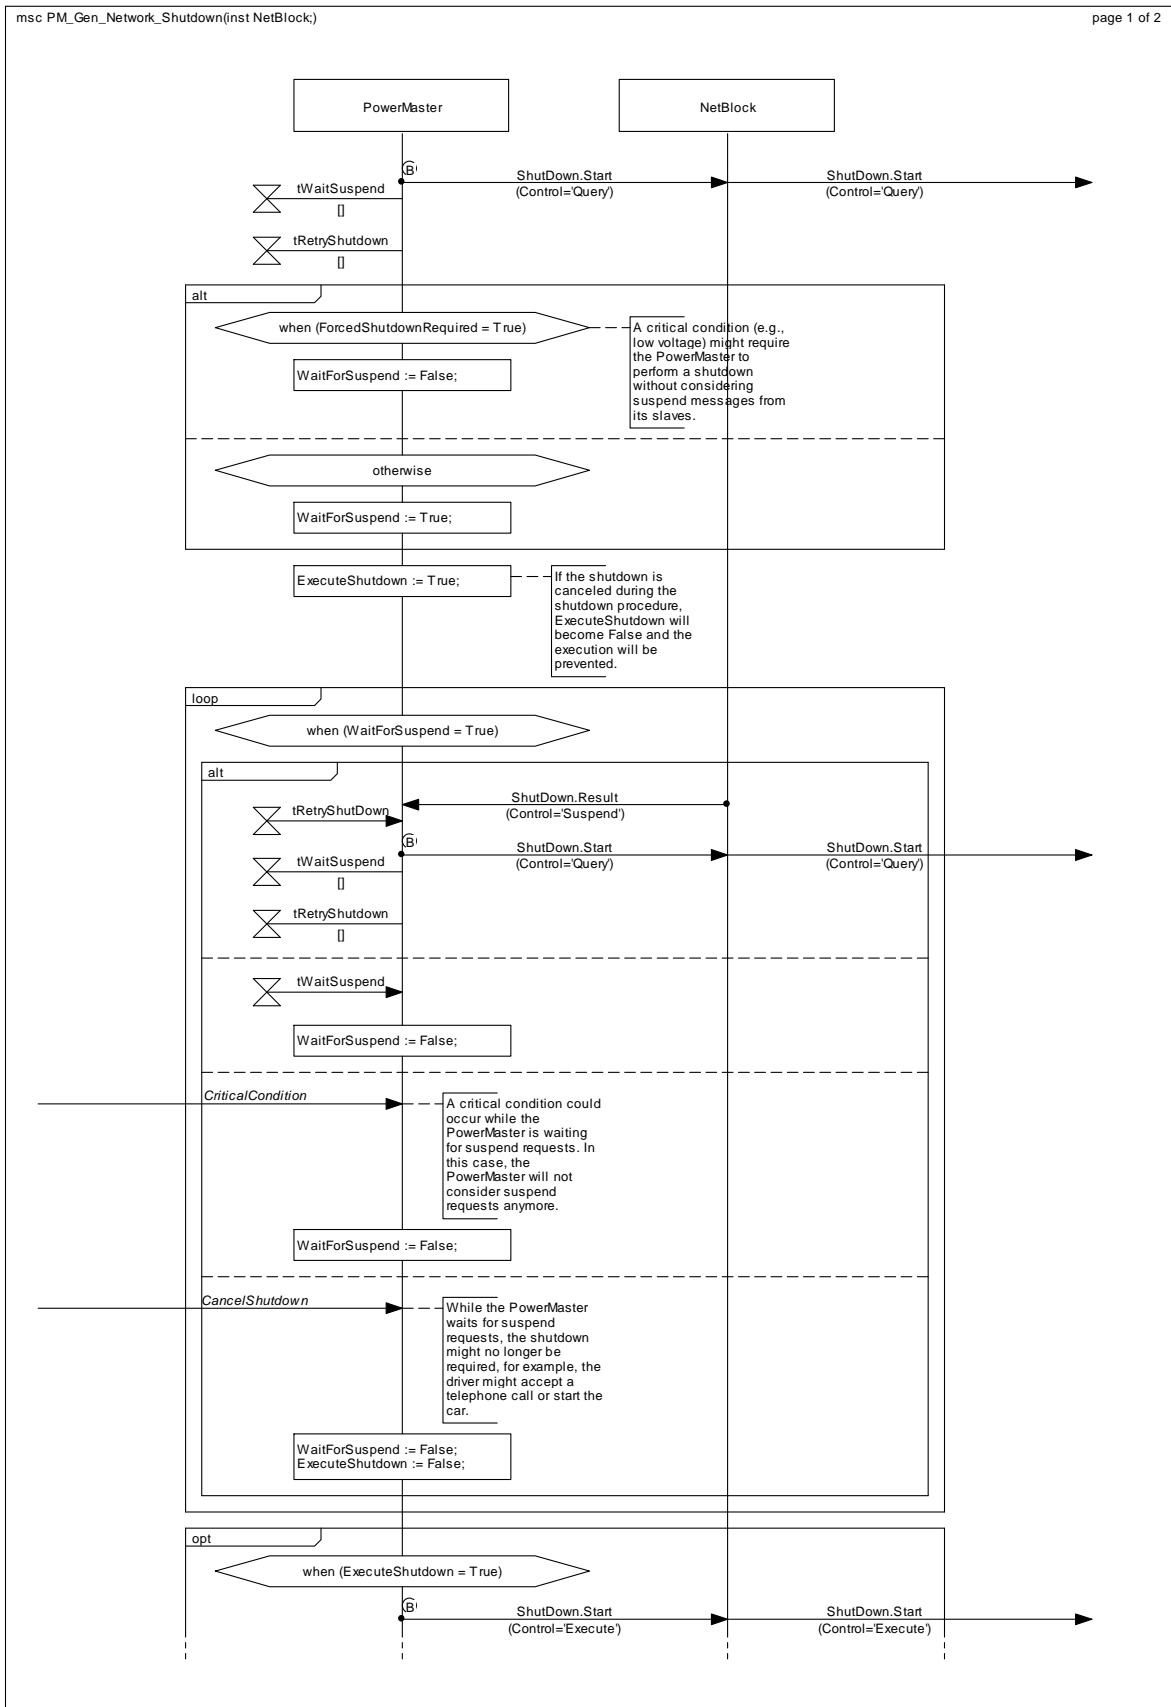 msc PM_Gen_Network_Shutdown(inst NetBlock;)
page 1 of 2
PowerMaster
NetBlock
B
ShutDown.Start
(Control='Query')
ShutDown.Start
(Control='Query')
tWaitSuspend
[]
tRetryShutdown
[]
alt
when (ForcedShutdownRequired = True)
A critical condition (e.g.,
low voltage) might require
the PowerMaster to
perform a shutdown
without considering
suspend messages from
its slaves.
WaitForSuspend := False;
otherwise
WaitForSuspend := True;
ExecuteShutdown := True;
If the shutdown is
canceled during the
shutdown procedure,
ExecuteShutdown will
become False and the
execution will be
prevented.
loop
when (WaitForSuspend = True)
alt
ShutDown.Result
(Control='Suspend')
tRetryShutDown
B
ShutDown.Start
(Control='Query')
ShutDown.Start
(Control='Query')
tWaitSuspend
[]
tRetryShutdown
[]
tWaitSuspend
WaitForSuspend := False;
CriticalCondition
A critical condition could
occur while the
PowerMaster is waiting
for suspend requests. In
this case, the
PowerMaster will not
consider suspend
requests anymore.
WaitForSuspend := False;
CancelShutdown
While the PowerMaster
waits for suspend
requests, the shutdown
might no longer be
required, for example, the
driver might accept a
telephone call or start the
car.
WaitForSuspend := False;
ExecuteShutdown := False;
opt
when (ExecuteShutdown = True)
B
ShutDown.Start
(Control='Execute')
ShutDown.Start
(Control='Execute')